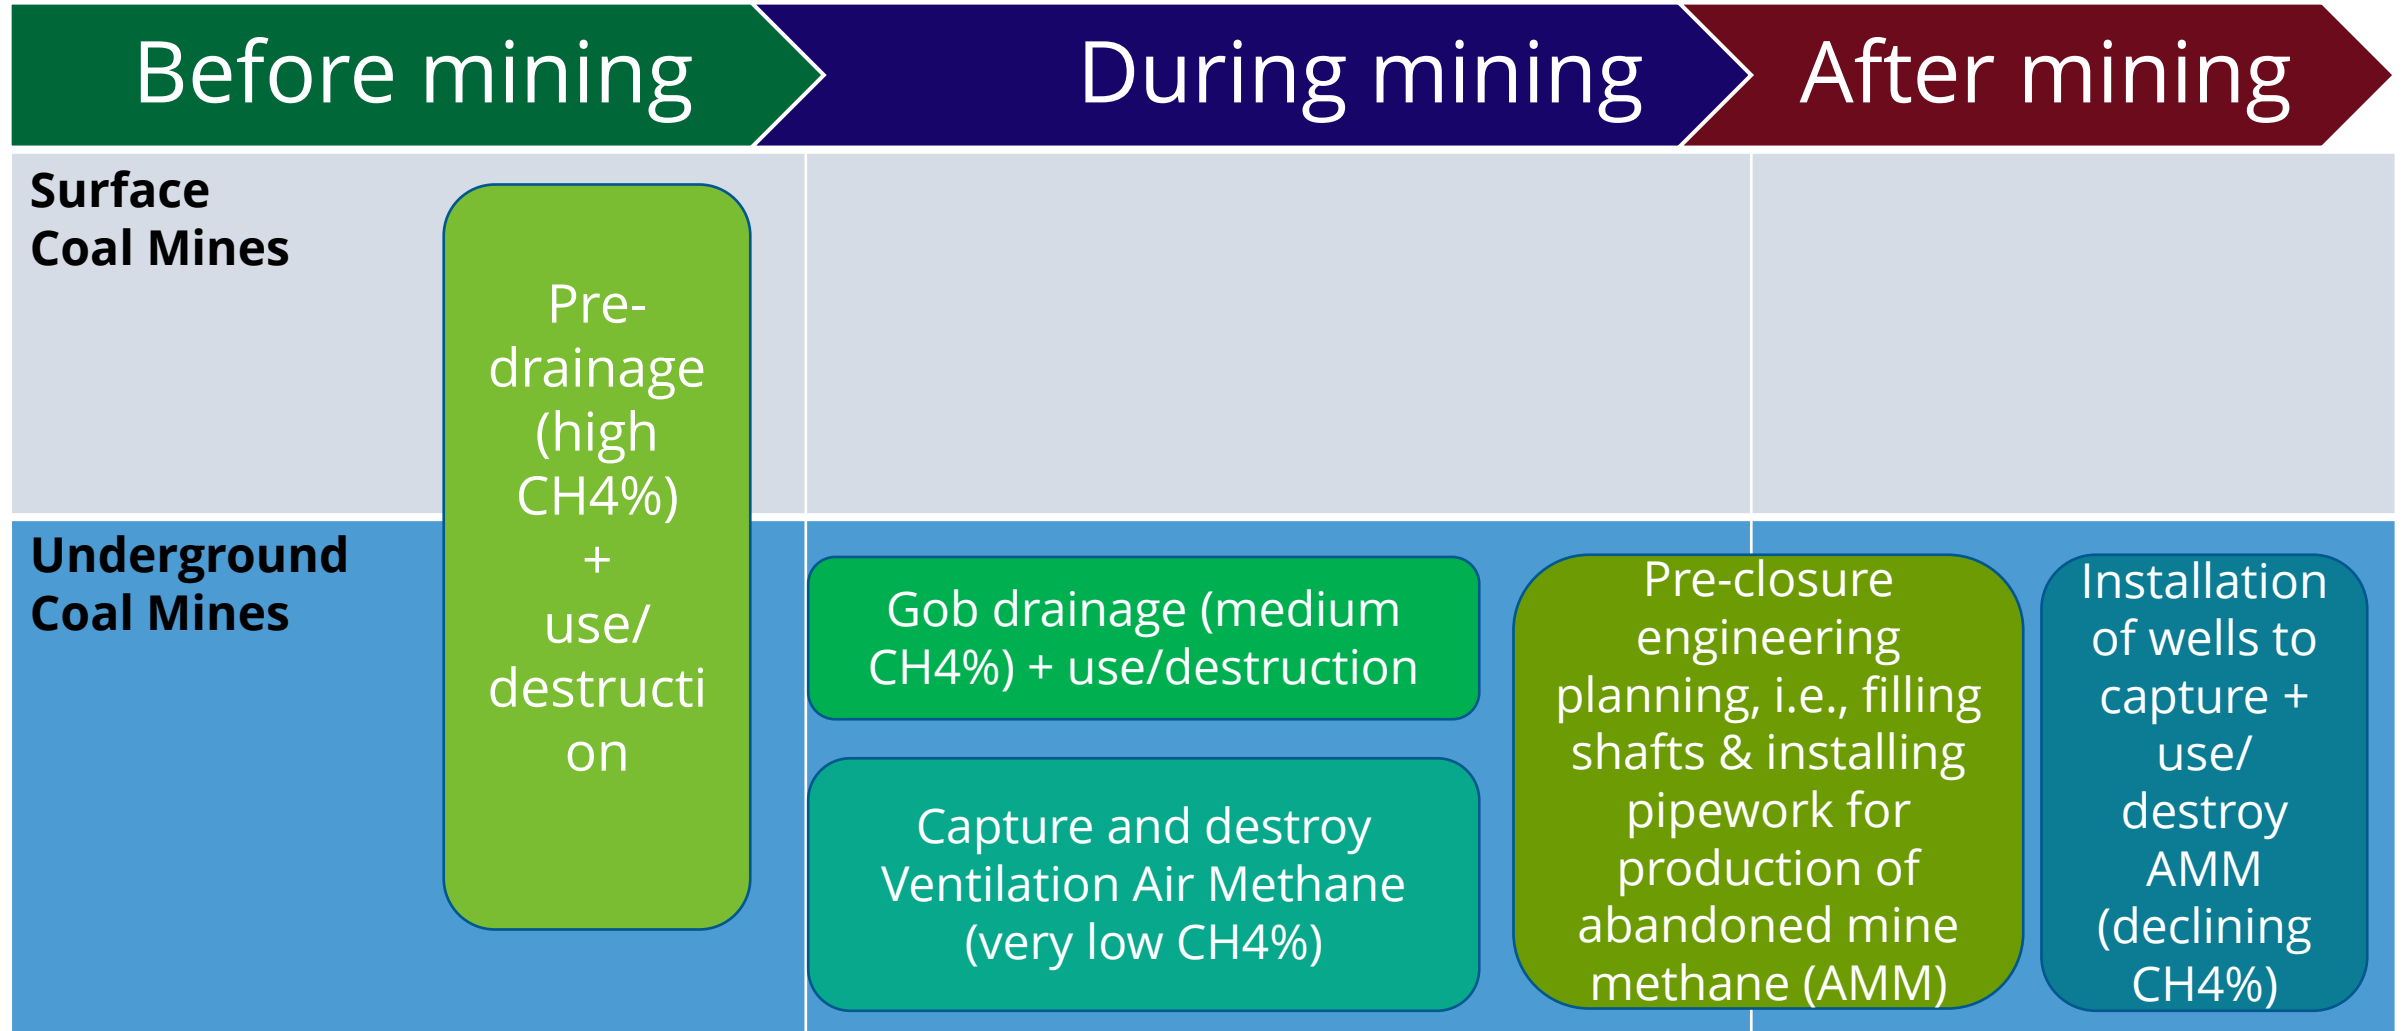 Before mining
During mining
After mining
Surface
Coal Mines
Pre-
drainage
(high
CH4%)
+
use/
destructi
on
Underground
Coal Mines
Gob drainage (medium
CH4%) + use/destruction
Capture and destroy
Ventilation Air Methane
(very low CH4%)
Pre-closure
engineering
planning, i.e., filling
shafts & installing
pipework for
production of
abandoned mine
methane (AMM)
Installation
of wells to
capture +
use/
destroy
AMM
(declining
CH4%)